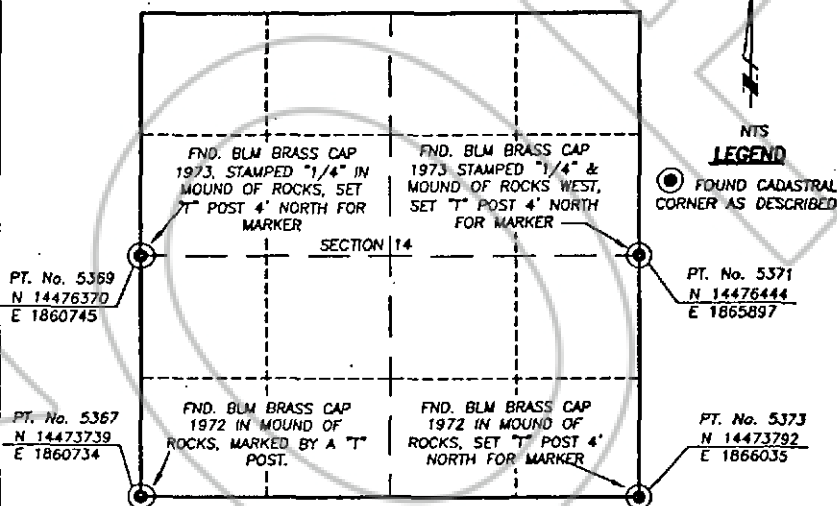 FND. BLM BRASS CAP
1973, STAMPED "1/4" IN
MOUND OF ROCKS, SET
"T" POST 4' NORTH FOR
MARKER
FND. BLM BRASS CAP
1973 STAMPED "1/4" &
MOUND OF ROCKS WEST,
SET "T" POST 4' NORTH
FOR MARKER
NTS
LEGEND
FOUND CADASTRAL
CORNER AS DESCRIBED
SECTION 14
PT. No. 5369
N 14476370
E 1860745
PT. No. 5371
N 14476444
E 1865897
FND. BLM BRASS CAP
1972 IN MOUND OF
ROCKS, MARKED BY A "T"
POST.
FND. BLM BRASS CAP
1972 IN MOUND OF
ROCKS, SET "T" POST 4'
NORTH FOR MARKER
PT. No. 5367
N 14473739
E 1860734
PT. No. 5373
N 14473792
E 1866035